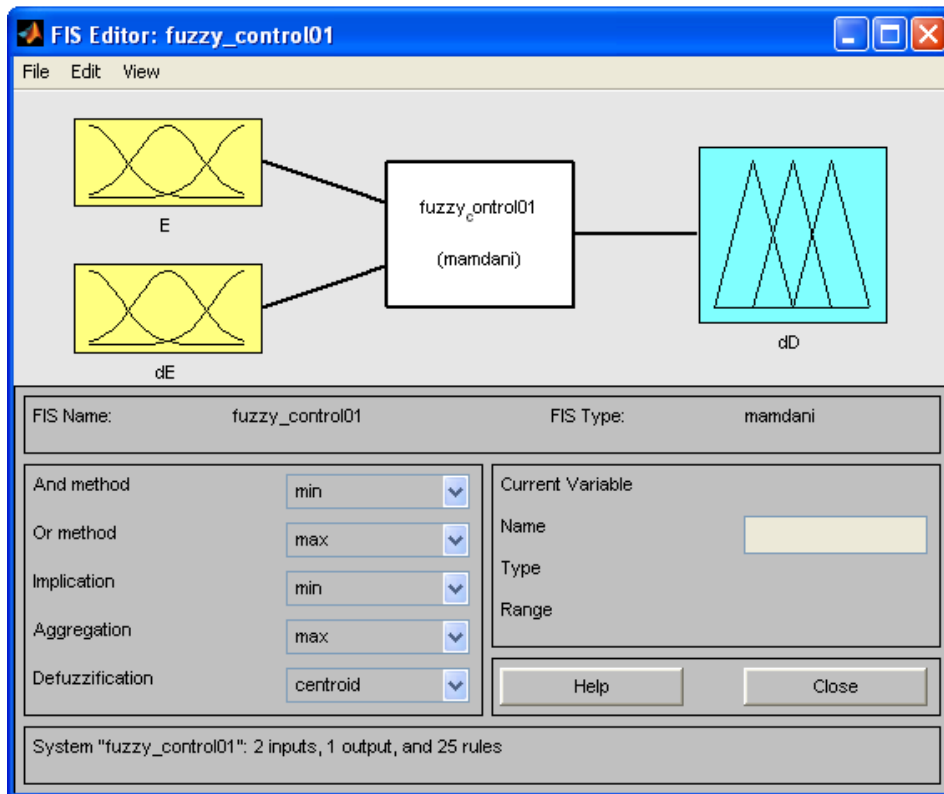 FIS Editor: fuzzy_control01
File Edit View
E
dE
fuzzy_control01
(mamdani)
dD
FIS Name: fuzzy_control01 FIS Type: mamdani
And method min
Or method max
Implication min
Aggregation max
Defuzzification centroid
Current Variable
Name
Type
Range
Help Close
System "fuzzy_control01": 2 inputs, 1 output, and 25 rules